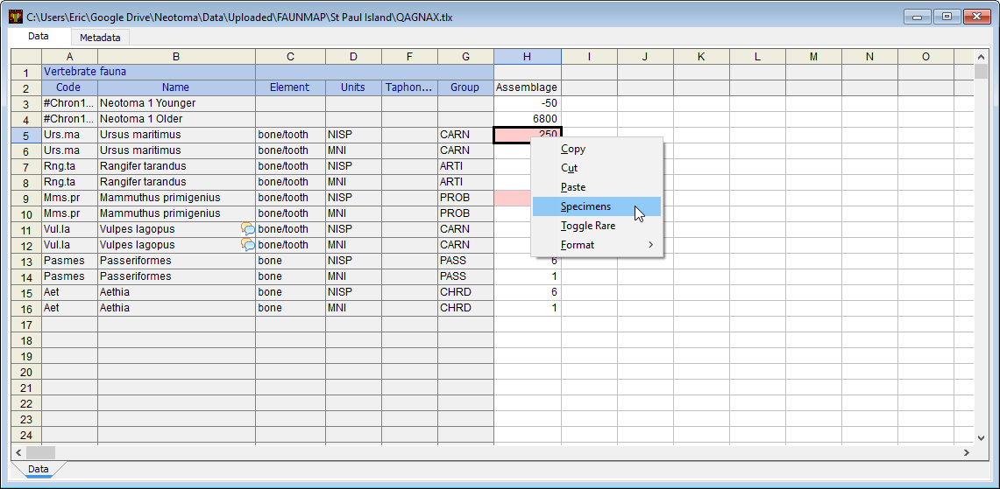 C:\Users\Eric\Google Drive\Neotoma\Data\Uploaded\FAUNMAP\St Paul Island\QAGNAX.tlx
Data Metadata
A B C D F G H I J K L M N O
1 Vertebrate fauna
2 Code Name Element Units Taphon... Group Assemblage
3 #Chron1... Neotoma 1 Younger -50
4 #Chron1... Neotoma 1 Older 6800
5 Urs.ma Ursus maritimus bone/tooth NISP CARN 250
6 Urs.ma Ursus maritimus bone/tooth MNI CARN
7 Rng.ta Rangifer tarandus bone/tooth NISP ARTI
8 Rng.ta Rangifer tarandus bone/tooth MNI ARTI
9 Mms.pr Mammuthus primigenius bone/tooth NISP PROB
10 Mms.pr Mammuthus primigenius bone/tooth MNI PROB
11 Vul.la Vulpes lagopus bone/tooth NISP CARN
12 Vul.la Vulpes lagopus bone/tooth MNI CARN
13 Pasmes Passeriformes bone NISP PASS 6
14 Pasmes Passeriformes bone MNI PASS 1
15 Aet Aethia bone NISP CHRD 6
16 Aet Aethia bone MNI CHRD 1
17
18
19
20
21
22
23
24
Copy
Cut
Paste
Specimens
Toggle Rare
Format
Data